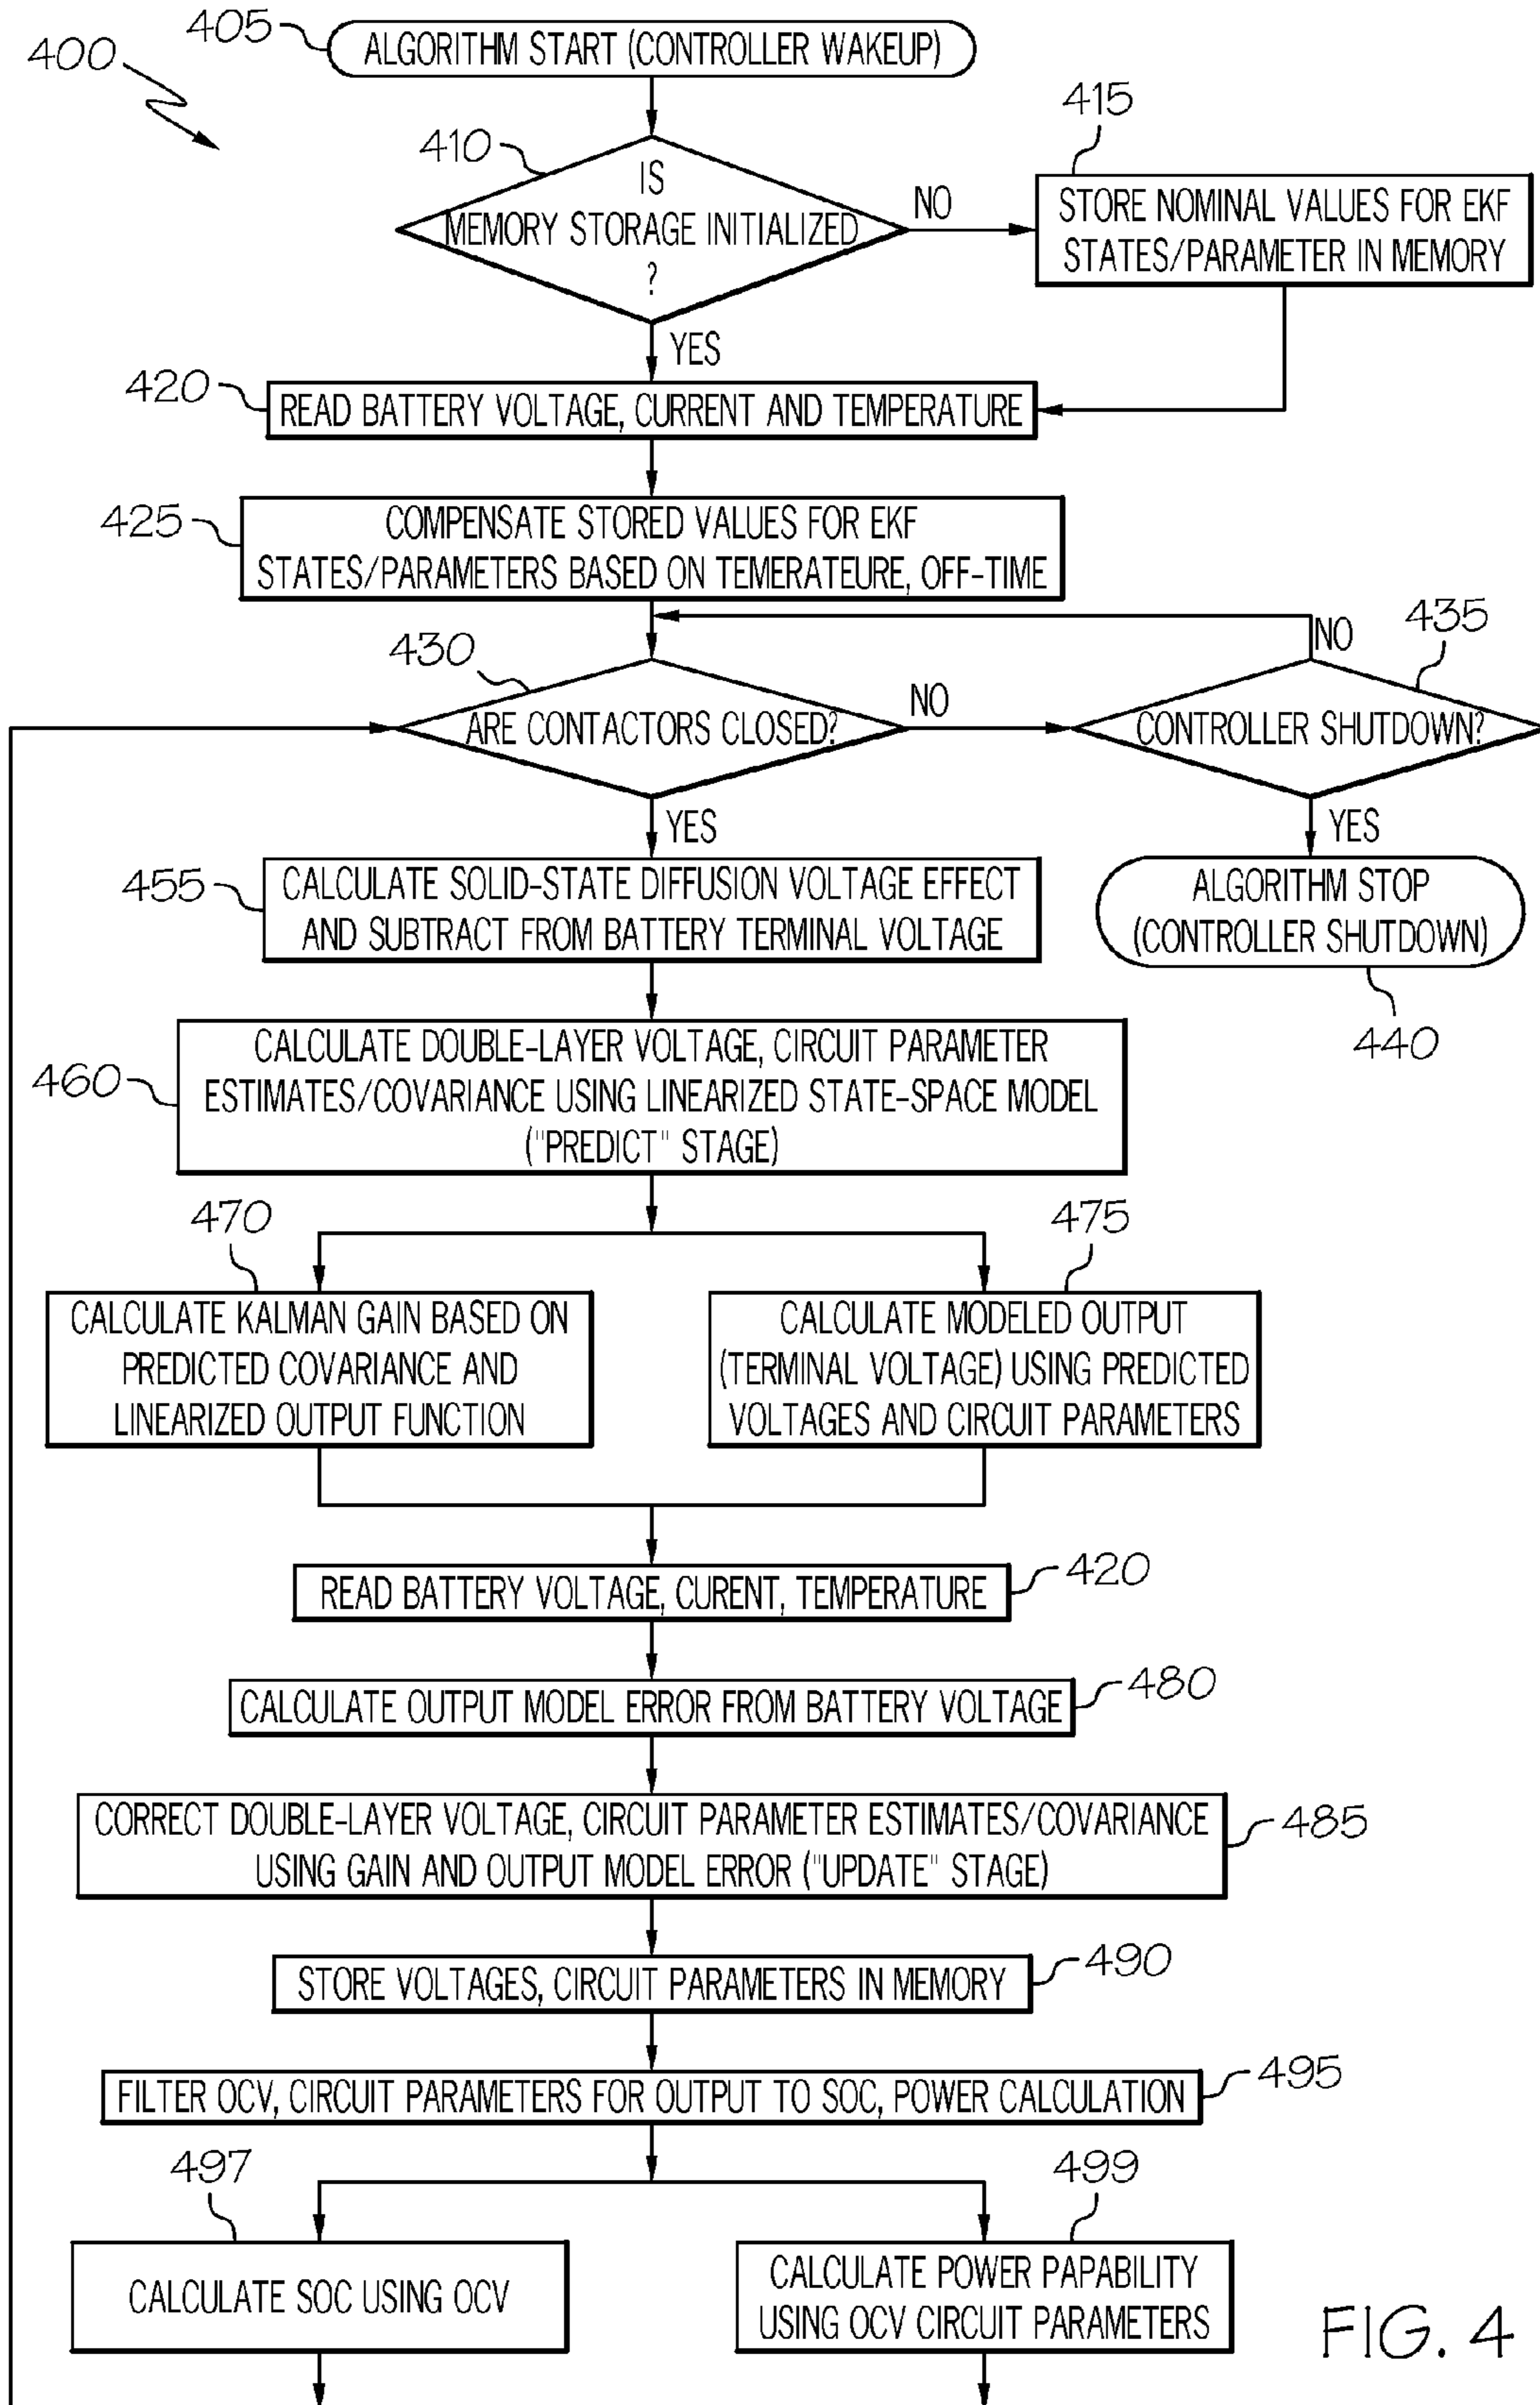 400
405
ALGORITHM START (CONTROLLER WAKEUP)
410
IS
MEMORY STORAGE INITIALIZED
?
NO
415
STORE NOMINAL VALUES FOR EKF
STATES/PARAMETER IN MEMORY
YES
420
READ BATTERY VOLTAGE, CURRENT AND TEMPERATURE
425
COMPENSATE STORED VALUES FOR EKF
STATES/PARAMETERS BASED ON TEMERATEURE, OFF-TIME
430
ARE CONTACTORS CLOSED?
NO
435
NO
CONTROLLER SHUTDOWN?
YES
YES
ALGORITHM STOP
(CONTROLLER SHUTDOWN)
440
455
CALCULATE SOLID-STATE DIFFUSION VOLTAGE EFFECT
AND SUBTRACT FROM BATTERY TERMINAL VOLTAGE
460
CALCULATE DOUBLE-LAYER VOLTAGE, CIRCUIT PARAMETER
ESTIMATES/COVARIANCE USING LINEARIZED STATE-SPACE MODEL
("PREDICT" STAGE)
470
CALCULATE KALMAN GAIN BASED ON
PREDICTED COVARIANCE AND
LINEARIZED OUTPUT FUNCTION
475
CALCULATE MODELED OUTPUT
(TERMINAL VOLTAGE) USING PREDICTED
VOLTAGES AND CIRCUIT PARAMETERS
READ BATTERY VOLTAGE, CURENT, TEMPERATURE
420
CALCULATE OUTPUT MODEL ERROR FROM BATTERY VOLTAGE
480
CORRECT DOUBLE-LAYER VOLTAGE, CIRCUIT PARAMETER ESTIMATES/COVARIANCE
USING GAIN AND OUTPUT MODEL ERROR ("UPDATE" STAGE)
485
STORE VOLTAGES, CIRCUIT PARAMETERS IN MEMORY
490
FILTER OCV, CIRCUIT PARAMETERS FOR OUTPUT TO SOC, POWER CALCULATION
495
497
CALCULATE SOC USING OCV
499
CALCULATE POWER PAPABILITY
USING OCV CIRCUIT PARAMETERS
FIG. 4